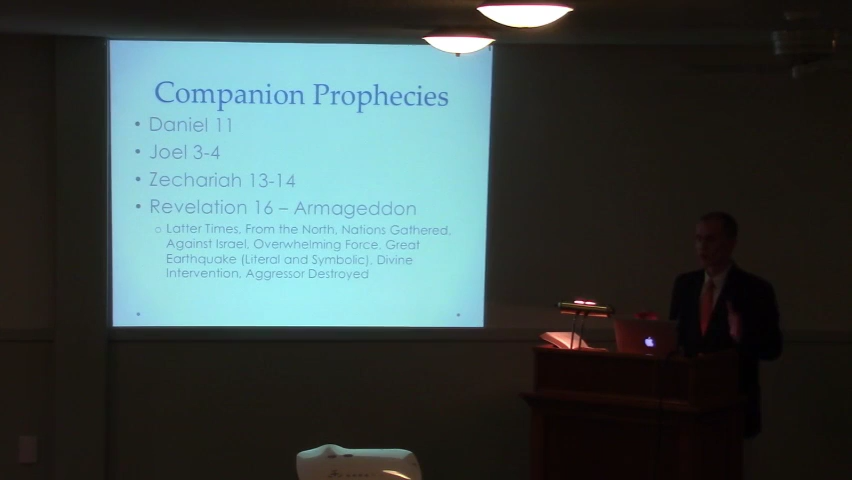 Companion Prophecies
• Daniel 11
• Joel 3-4
• Zechariah 13-14
• Revelation 16 – Armageddon
○ Latter Times, From the North, Nations Gathered,
Against Israel, Overwhelming Force. Great
Earthquake (Literal and Symbolic). Divine
Intervention, Aggressor Destroyed